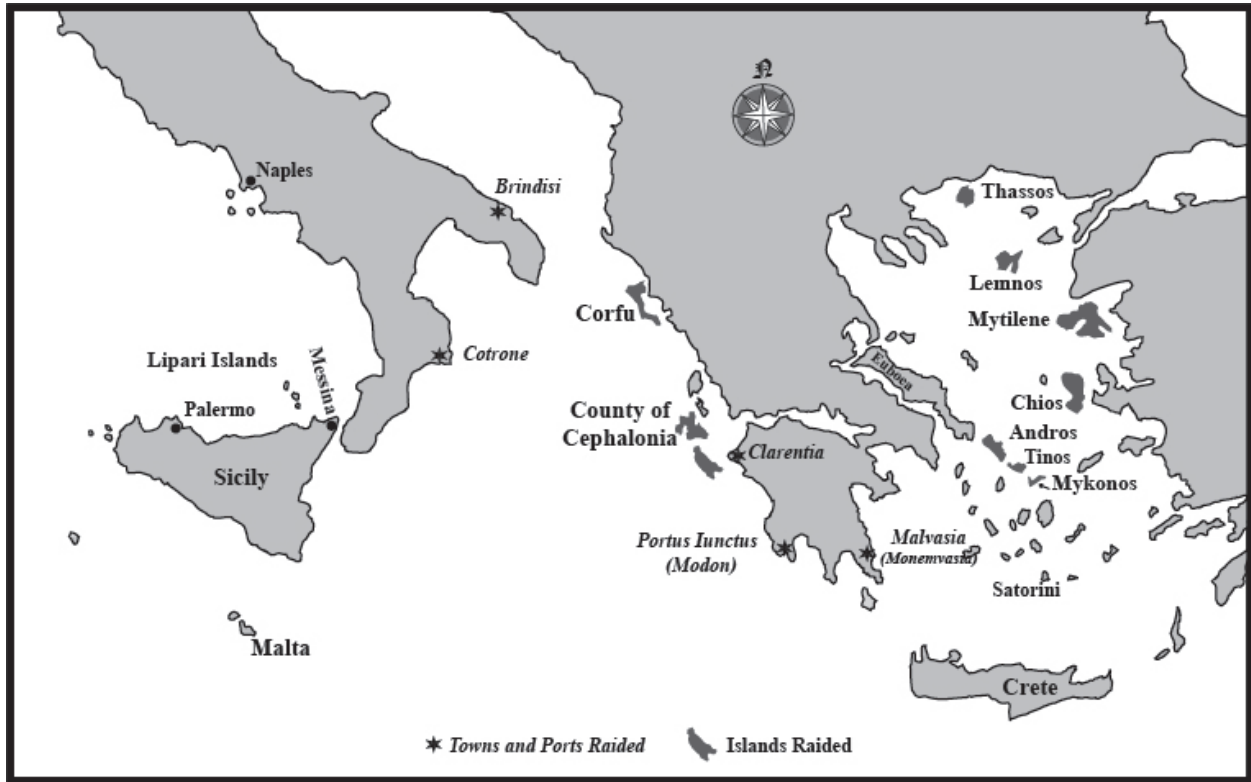 N
Naples
Brindisi
Thassos
Lemnos
Corfu
Mytilene
Cotrone
Lipari Islands
Messina
Euboea
Palermo
Chios
County of
Cephalonia
Andros
Tinos
Clarentia
Sicily
Mykonos
Portus Iunctus
(Modon)
Malvasia
(Monemvasia)
Satorini
Malta
Crete
Towns and Ports Raided
Islands Raided